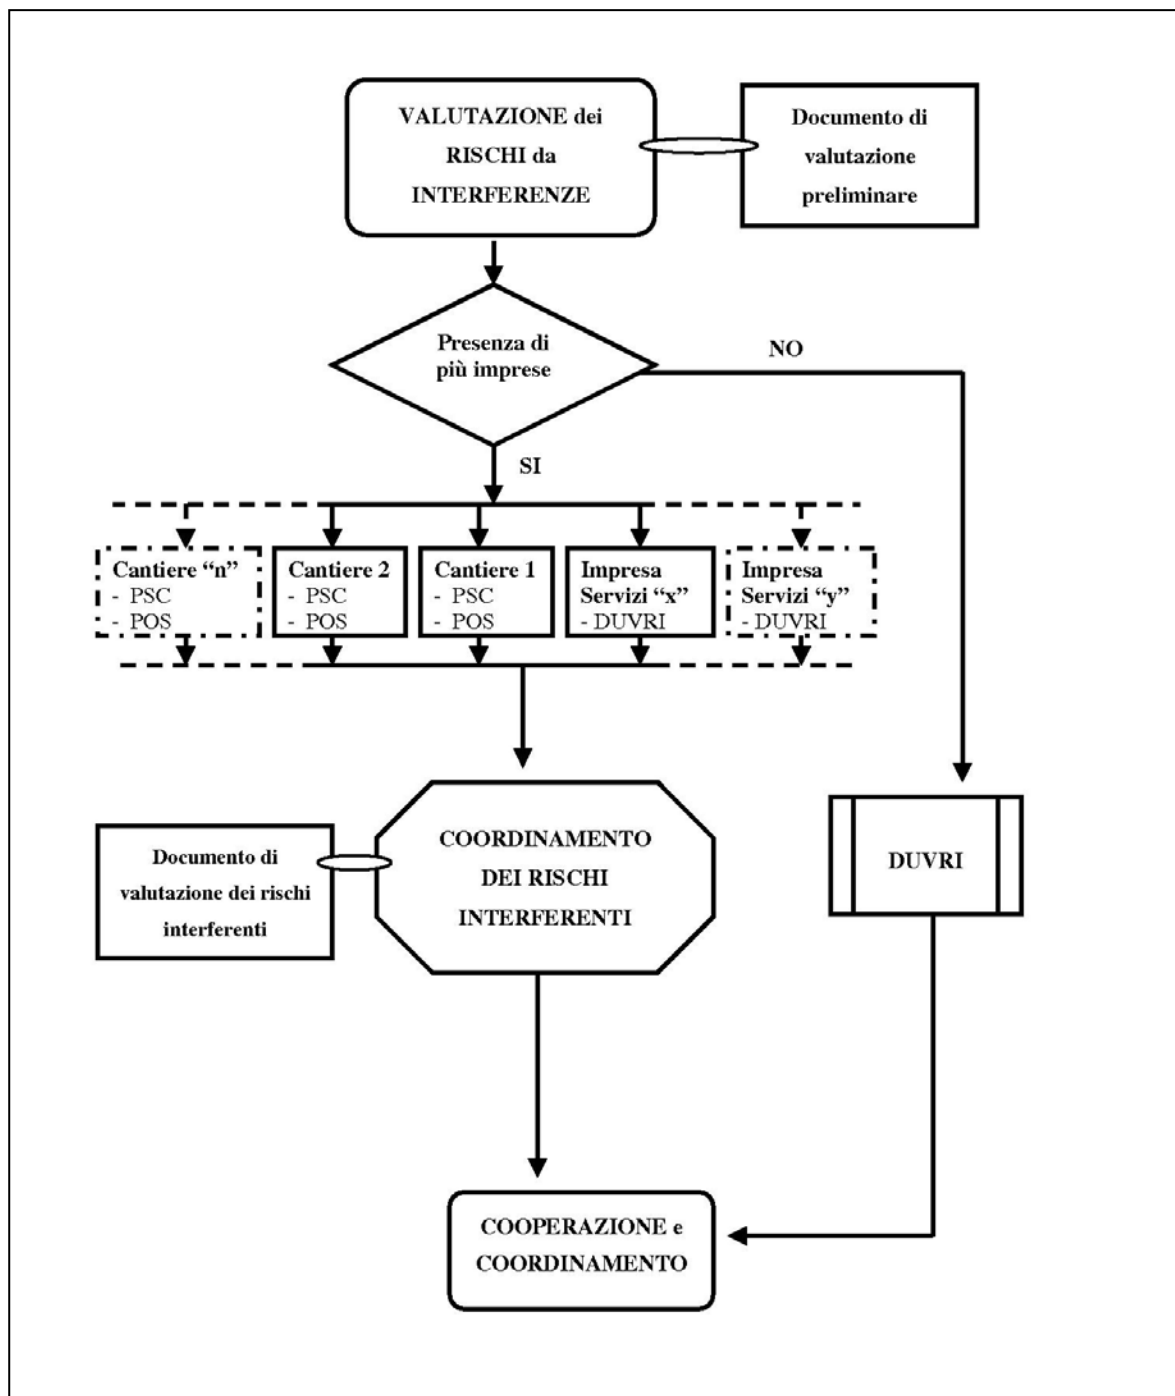 VALUTAZIONE dei
RISCHI da
INTERFERENZE
Documento di
valutazione
preliminare
Presenza di
più imprese
NO
SI
Cantiere “n”
- PSC
- POS
Cantiere 2
- PSC
- POS
Cantiere 1
- PSC
- POS
Impresa
Servizi “x”
- DUVRI
Impresa
Servizi “y”
- DUVRI
Documento di
valutazione dei rischi
interferenti
COORDINAMENTO
DEI RISCHI
INTERFERENTI
DUVRI
COOPERAZIONE e
COORDINAMENTO